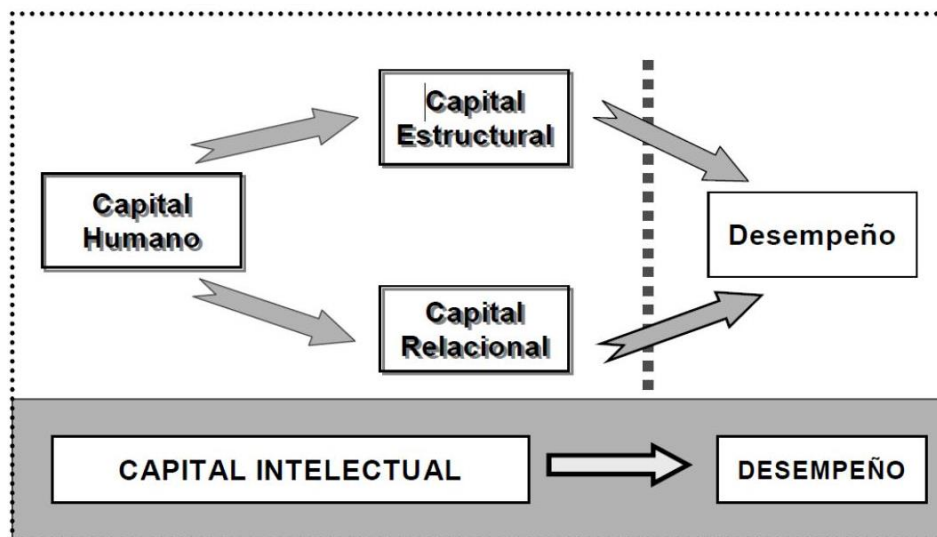 Capital
Estructural
Capital
Humano
Desempeño
Capital
Relacional
CAPITAL INTELECTUAL
DESEMPEÑO